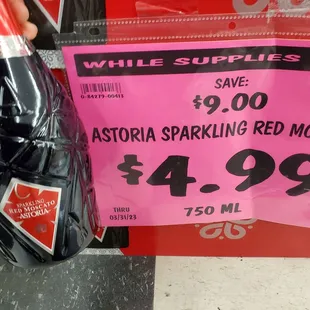 WHILE SUPPLIES
SAVE:
$9.00
ASTORIA SPARKLING RED MO
$4.99
THRU
03/31/23
750 ML
SPARKLING
RED MOSCATO
-ASTORIA-